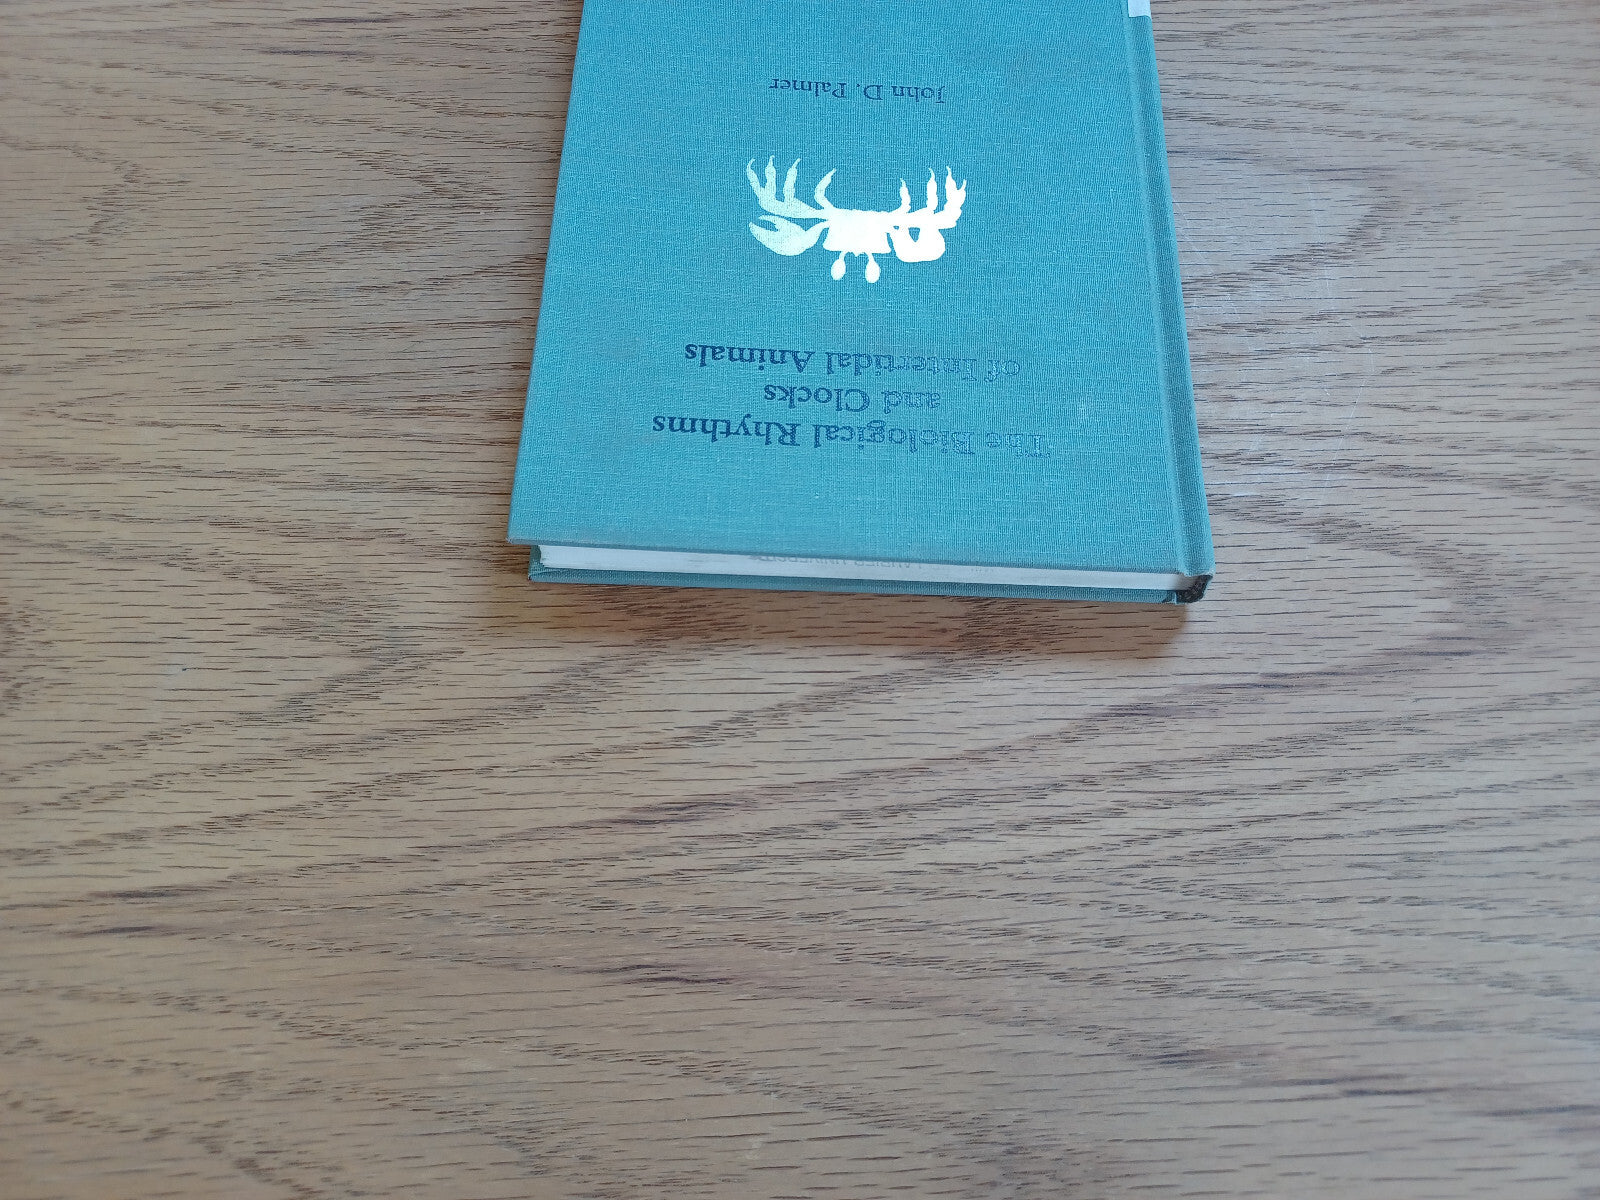 The Biological Rhythms
and Clocks
of Intertidal Animals
John D. Palmer